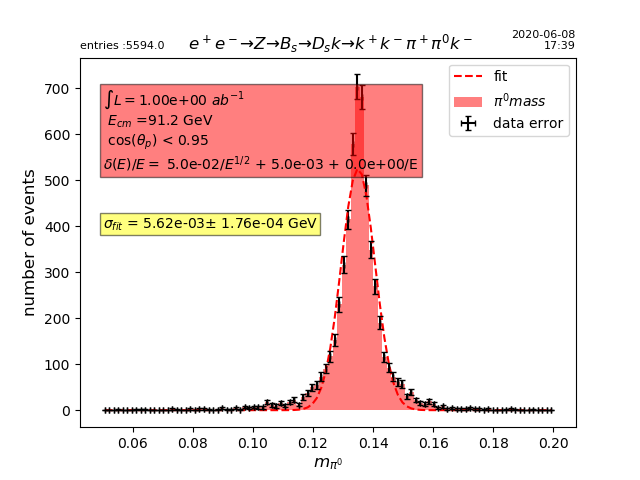 entries :5594.0
e⁺e⁻→Z→Bₛ→Dₛk→k⁺k⁻π⁺π⁰k⁻
2020-06-08
17:39
∫L = 1.00e+00 ab⁻¹
E_cm =91.2 GeV
cos(θ_p) < 0.95
δ(E)/E = 5.0e-02/E^1/2 + 5.0e-03 + 0.0e+00/E
σ_fit = 5.62e-03± 1.76e-04 GeV
fit
π⁰mass
data error
number of events
700
600
500
400
300
200
100
0
0.06 0.08 0.10 0.12 0.14 0.16 0.18 0.20
m_π⁰